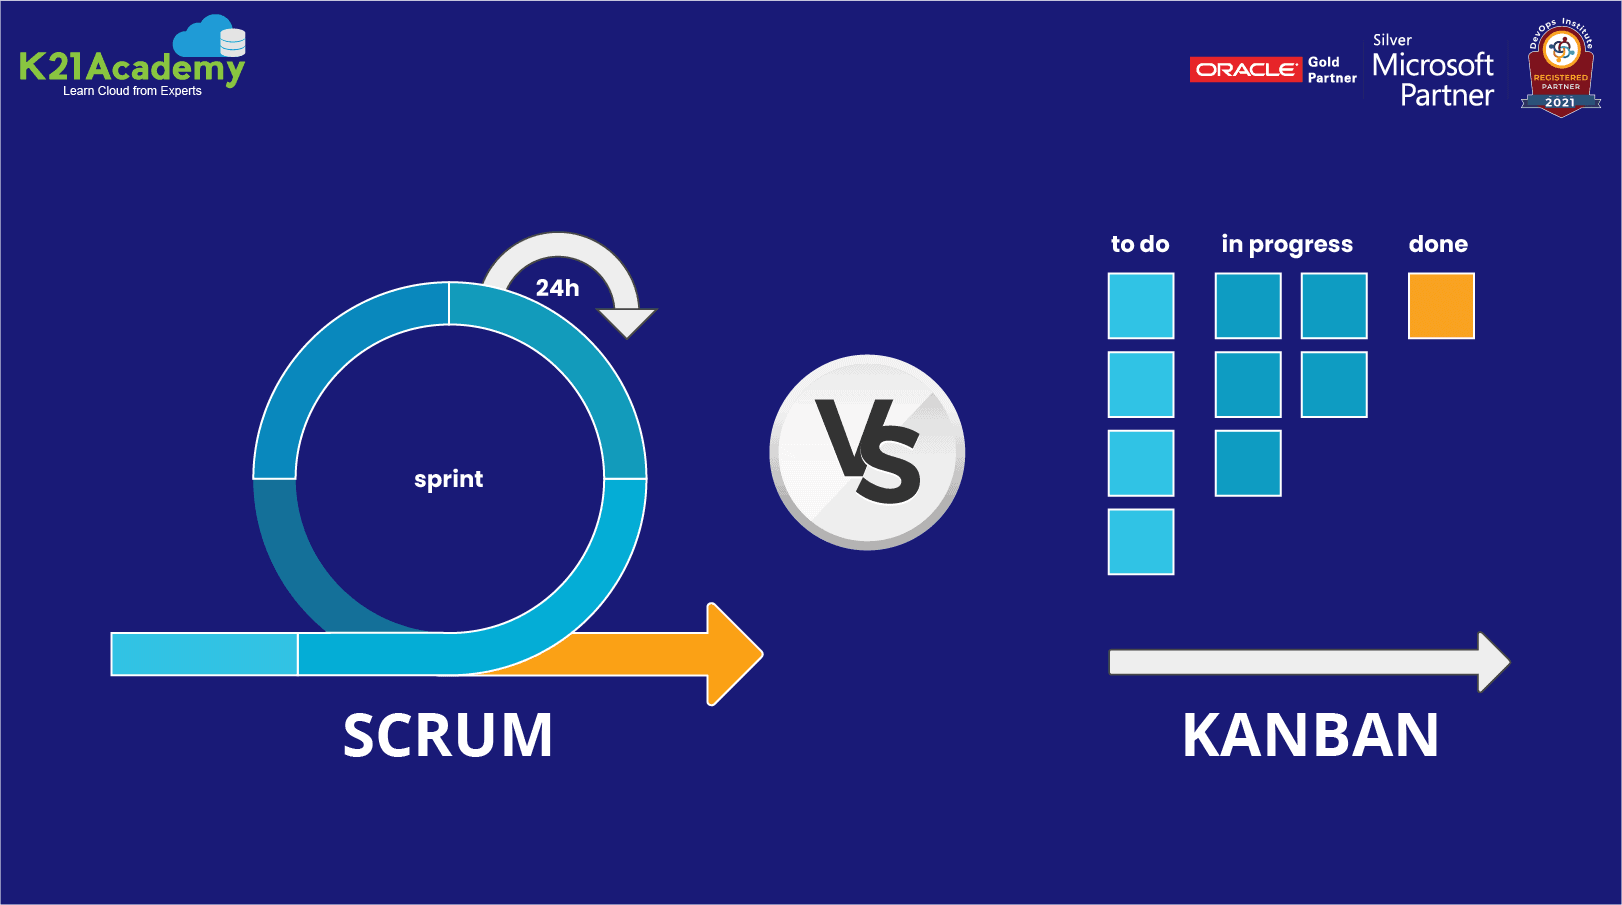 K21Academy
Learn Cloud from Experts
ORACLE
Gold
Partner
Silver
Microsoft
Partner
DevOps Institute
REGISTERED
PARTNER
2021
24h
sprint
VS
to do
in progress
done
SCRUM
KANBAN